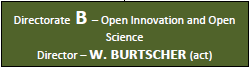 Directorate B – Open Innovation and Open
Science
Director – W. BURTSCHER (act)